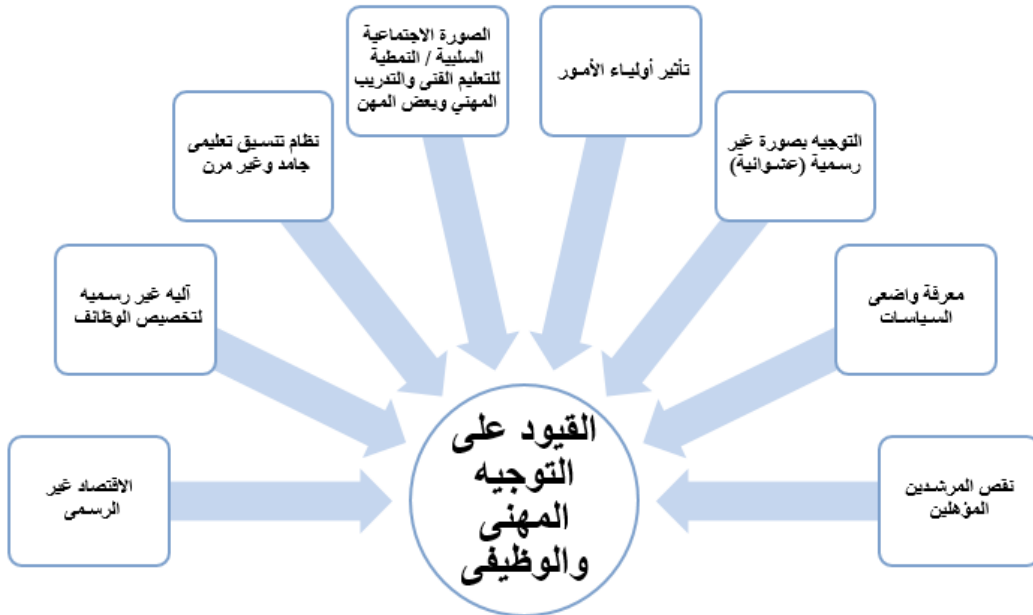 الصورة الاجتماعية
السلبية / النمطية
للتعليم الفنى والتدريب
المهني وبعض المهن
تأثير أولياء الأمور
التوجيه بصورة غير
رسمية (عشوائية)
نظام تنسيق تعليمى
جامد وغير مرن
معرفة واضعى
السياسات
آليه غير رسميه
لتخصيص الوظائف
نقص المرشدين
المؤهلين
الاقتصاد غير
الرسمى
القيود على
التوجيه
المهنى
والوظيفى